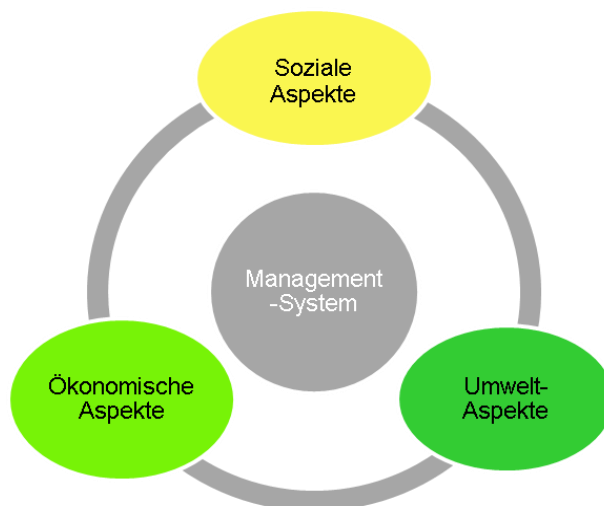 Soziale
Aspekte
Management
-System
Ökonomische
Aspekte
Umwelt-
Aspekte